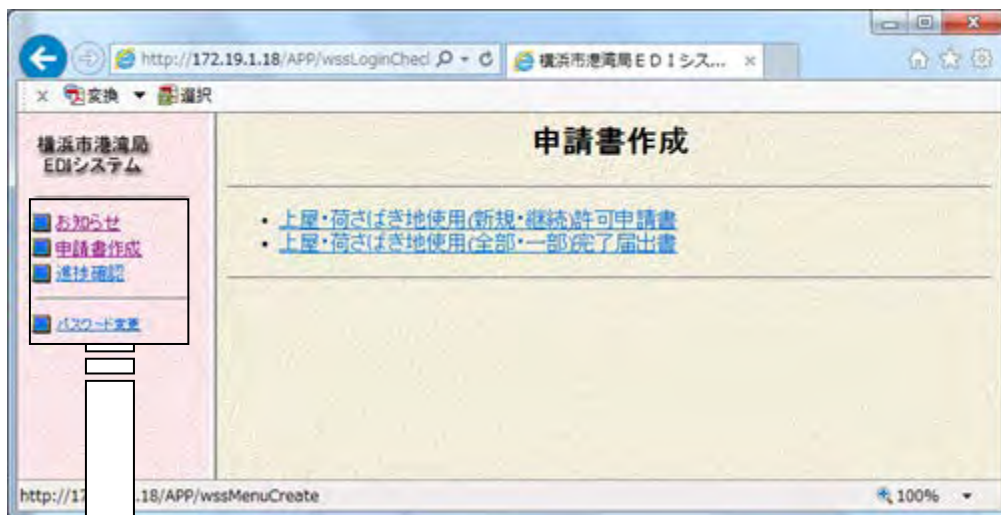 http://172.19.1.18/APP/wssLoginChecl
横浜市港湾局ＥＤＩシス...
× 変換 ▼ 選択
横浜市港湾局
EDIシステム
お知らせ
申請書作成
進捗確認
パスワード変更
申請書作成
• 上屋・荷さばき地使用(新規・継続)許可申請書
• 上屋・荷さばき地使用(全部・一部)完了届出書
http://17 .18/APP/wssMenuCreate
100%